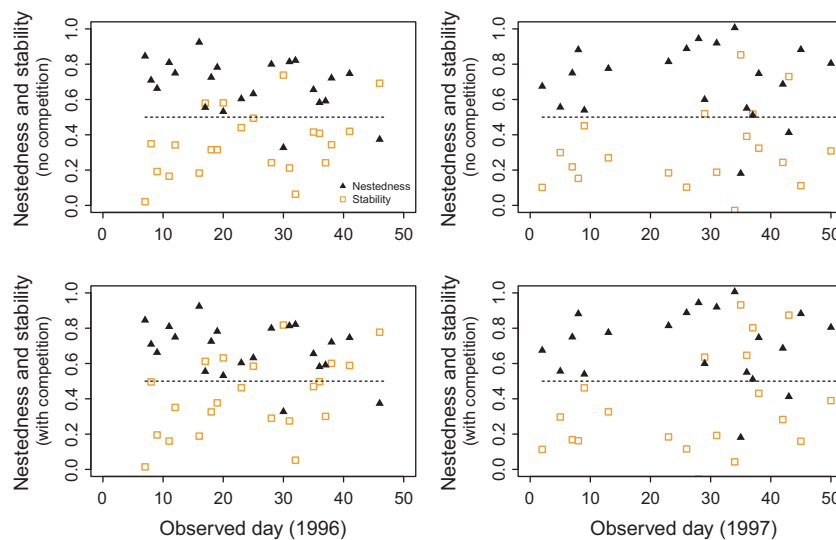 Nestedness and stability
(no competition)
1.0
0.8
0.6
0.4
0.2
0.0
Nestedness
Stability
0 10 20 30 40 50
Nestedness and stability
(no competition)
1.0
0.8
0.6
0.4
0.2
0.0
0 10 20 30 40 50
Nestedness and stability
(with competition)
1.0
0.8
0.6
0.4
0.2
0.0
0 10 20 30 40 50
Observed day (1996)
Nestedness and stability
(with competition)
1.0
0.8
0.6
0.4
0.2
0.0
0 10 20 30 40 50
Observed day (1997)